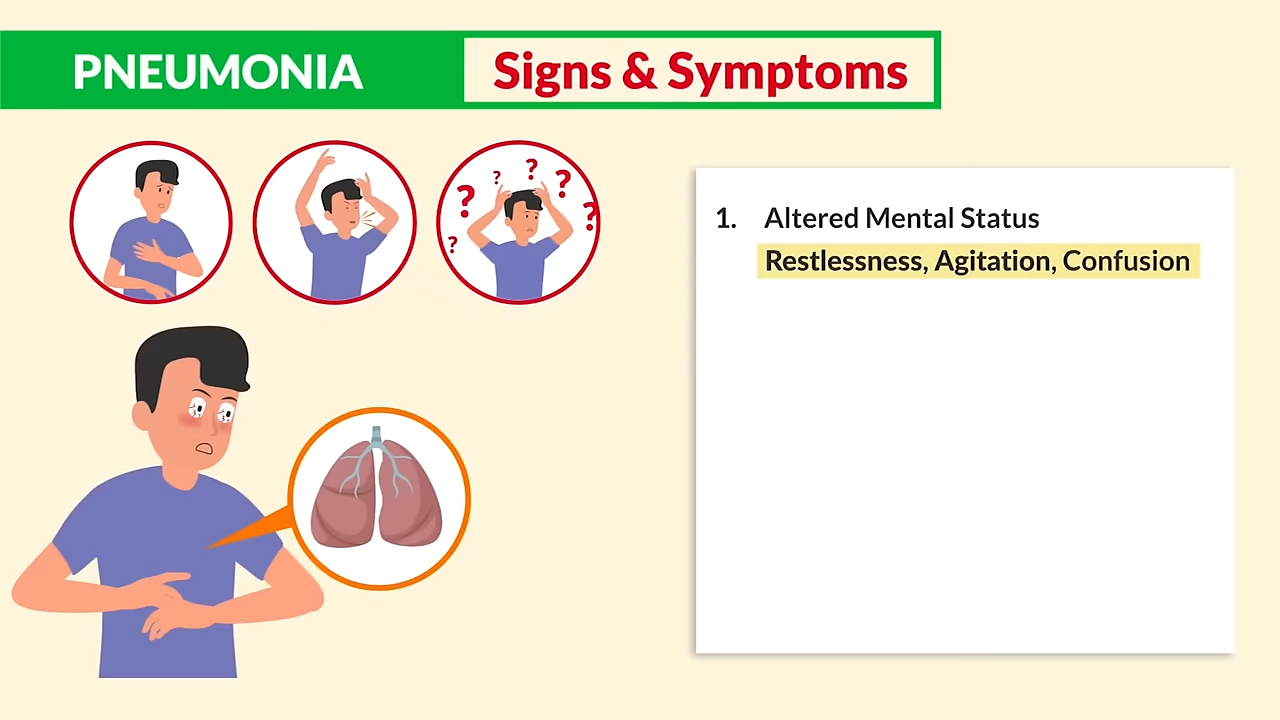 PNEUMONIA Signs & Symptoms
? ? ? ? ? ?
1. Altered Mental Status
Restlessness, Agitation, Confusion